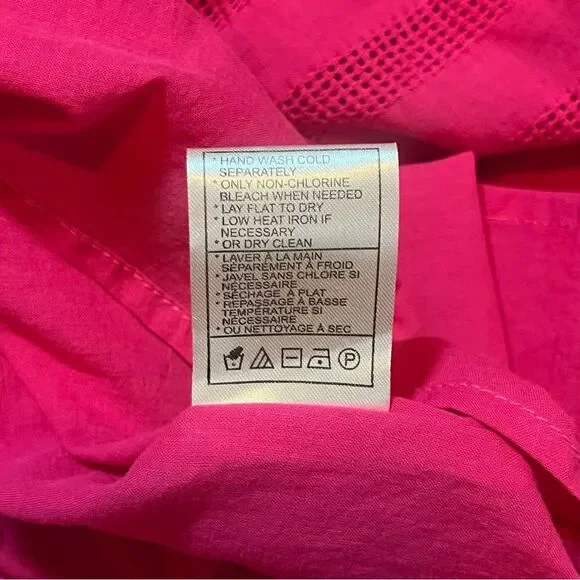 * HAND WASH COLD
SEPARATELY
* ONLY NON-CHLORINE
BLEACH WHEN NEEDED
* LAY FLAT TO DRY
* LOW HEAT IRON IF
NECESSARY
* OR DRY CLEAN
* LAVER À LA MAIN
SÉPARÉMENT À FROID
* JAVEL SANS CHLORE SI
NÉCESSAIRE
* SÉCHAGE À PLAT
* REPASSAGE À BASSE
TEMPÉRATURE SI
NÉCESSAIRE
* OU NETTOYAGE À SEC
P